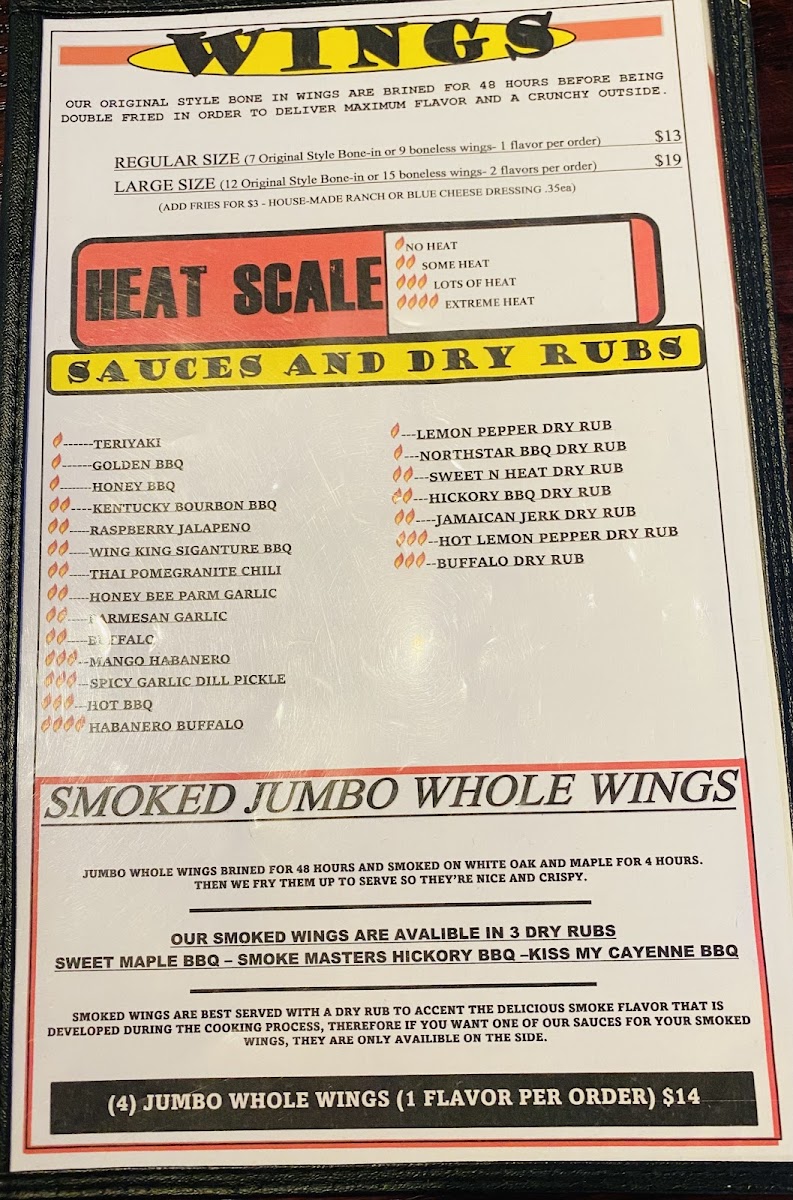 WINGS
OUR ORIGINAL STYLE BONE IN WINGS ARE BRINED FOR 48 HOURS BEFORE BEING
DOUBLE FRIED IN ORDER TO DELIVER MAXIMUM FLAVOR AND A CRUNCHY OUTSIDE.
REGULAR SIZE (7 Original Style Bone-in or 9 boneless wings- 1 flavor per order) $13
LARGE SIZE (12 Original Style Bone-in or 15 boneless wings- 2 flavors per order) $19
(ADD FRIES FOR $3 - HOUSE-MADE RANCH OR BLUE CHEESE DRESSING .35ea)
HEAT SCALE
NO HEAT
SOME HEAT
LOTS OF HEAT
EXTREME HEAT
SAUCES AND DRY RUBS
------TERIYAKI
------GOLDEN BBQ
------HONEY BBQ
----KENTUCKY BOURBON BBQ
----RASPBERRY JALAPENO
----WING KING SIGANTURE BBQ
----THAI POMEGRANITE CHILI
----HONEY BEE PARM GARLIC
----PARMESAN GARLIC
----BUFFALO
--MANGO HABANERO
--SPICY GARLIC DILL PICKLE
--HOT BBQ
HABANERO BUFFALO
---LEMON PEPPER DRY RUB
---NORTHSTAR BBQ DRY RUB
---SWEET N HEAT DRY RUB
---HICKORY BBQ DRY RUB
----JAMAICAN JERK DRY RUB
--HOT LEMON PEPPER DRY RUB
--BUFFALO DRY RUB
SMOKED JUMBO WHOLE WINGS
JUMBO WHOLE WINGS BRINED FOR 48 HOURS AND SMOKED ON WHITE OAK AND MAPLE FOR 4 HOURS.
THEN WE FRY THEM UP TO SERVE SO THEY'RE NICE AND CRISPY.
OUR SMOKED WINGS ARE AVALIBLE IN 3 DRY RUBS
SWEET MAPLE BBQ – SMOKE MASTERS HICKORY BBQ –KISS MY CAYENNE BBQ
SMOKED WINGS ARE BEST SERVED WITH A DRY RUB TO ACCENT THE DELICIOUS SMOKE FLAVOR THAT IS
DEVELOPED DURING THE COOKING PROCESS, THEREFORE IF YOU WANT ONE OF OUR SAUCES FOR YOUR SMOKED
WINGS, THEY ARE ONLY AVAILIBLE ON THE SIDE.
(4) JUMBO WHOLE WINGS (1 FLAVOR PER ORDER) $14